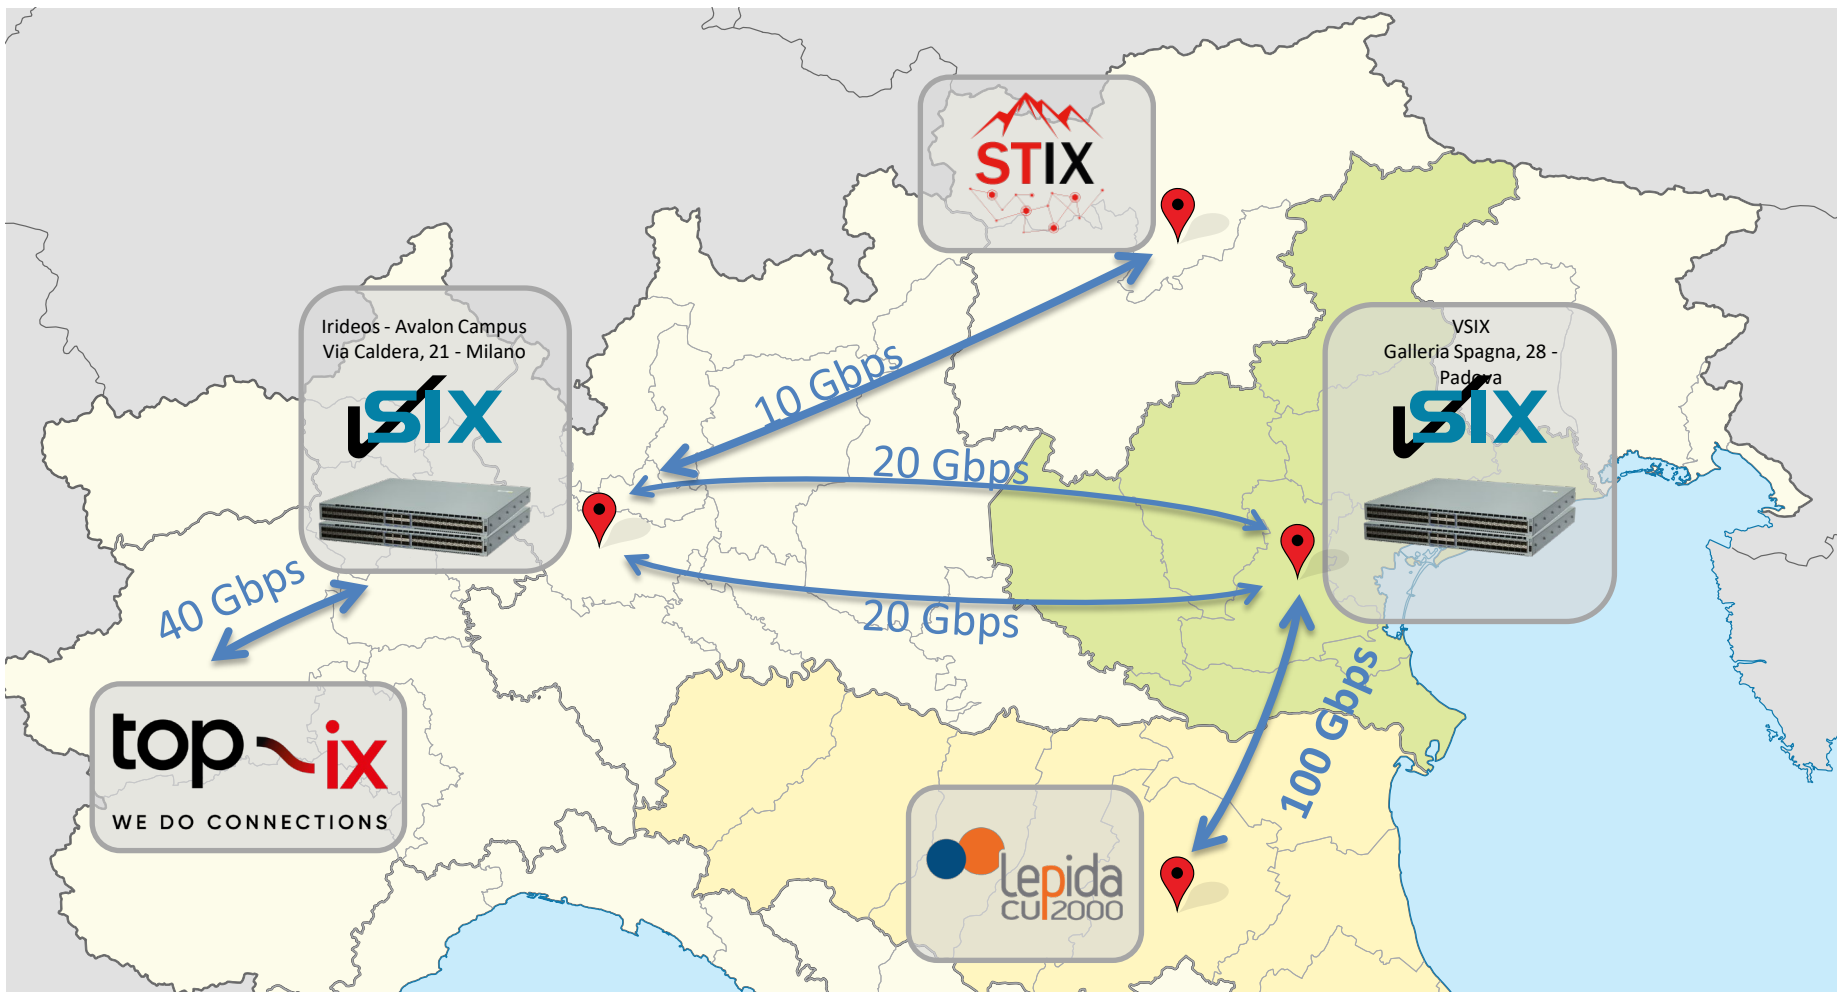 STIX
Irideos - Avalon Campus
Via Caldera, 21 - Milano
VSIX
VSIX
Galleria Spagna, 28 -
Padova
VSIX
10 Gbps
20 Gbps
20 Gbps
40 Gbps
100 Gbps
top-ix
WE DO CONNECTIONS
Lepida
CUP2000